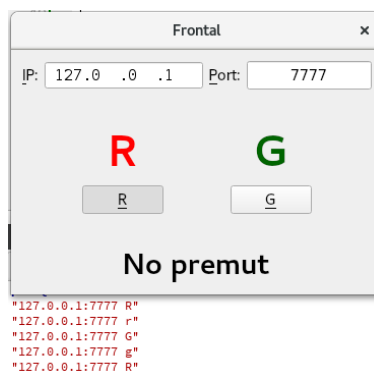 Frontal ×
IP: 127.0 .0 .1 Port: 7777
R G
R G
No premut
"127.0.0.1:7777 R"
"127.0.0.1:7777 r"
"127.0.0.1:7777 G"
"127.0.0.1:7777 g"
"127.0.0.1:7777 R"